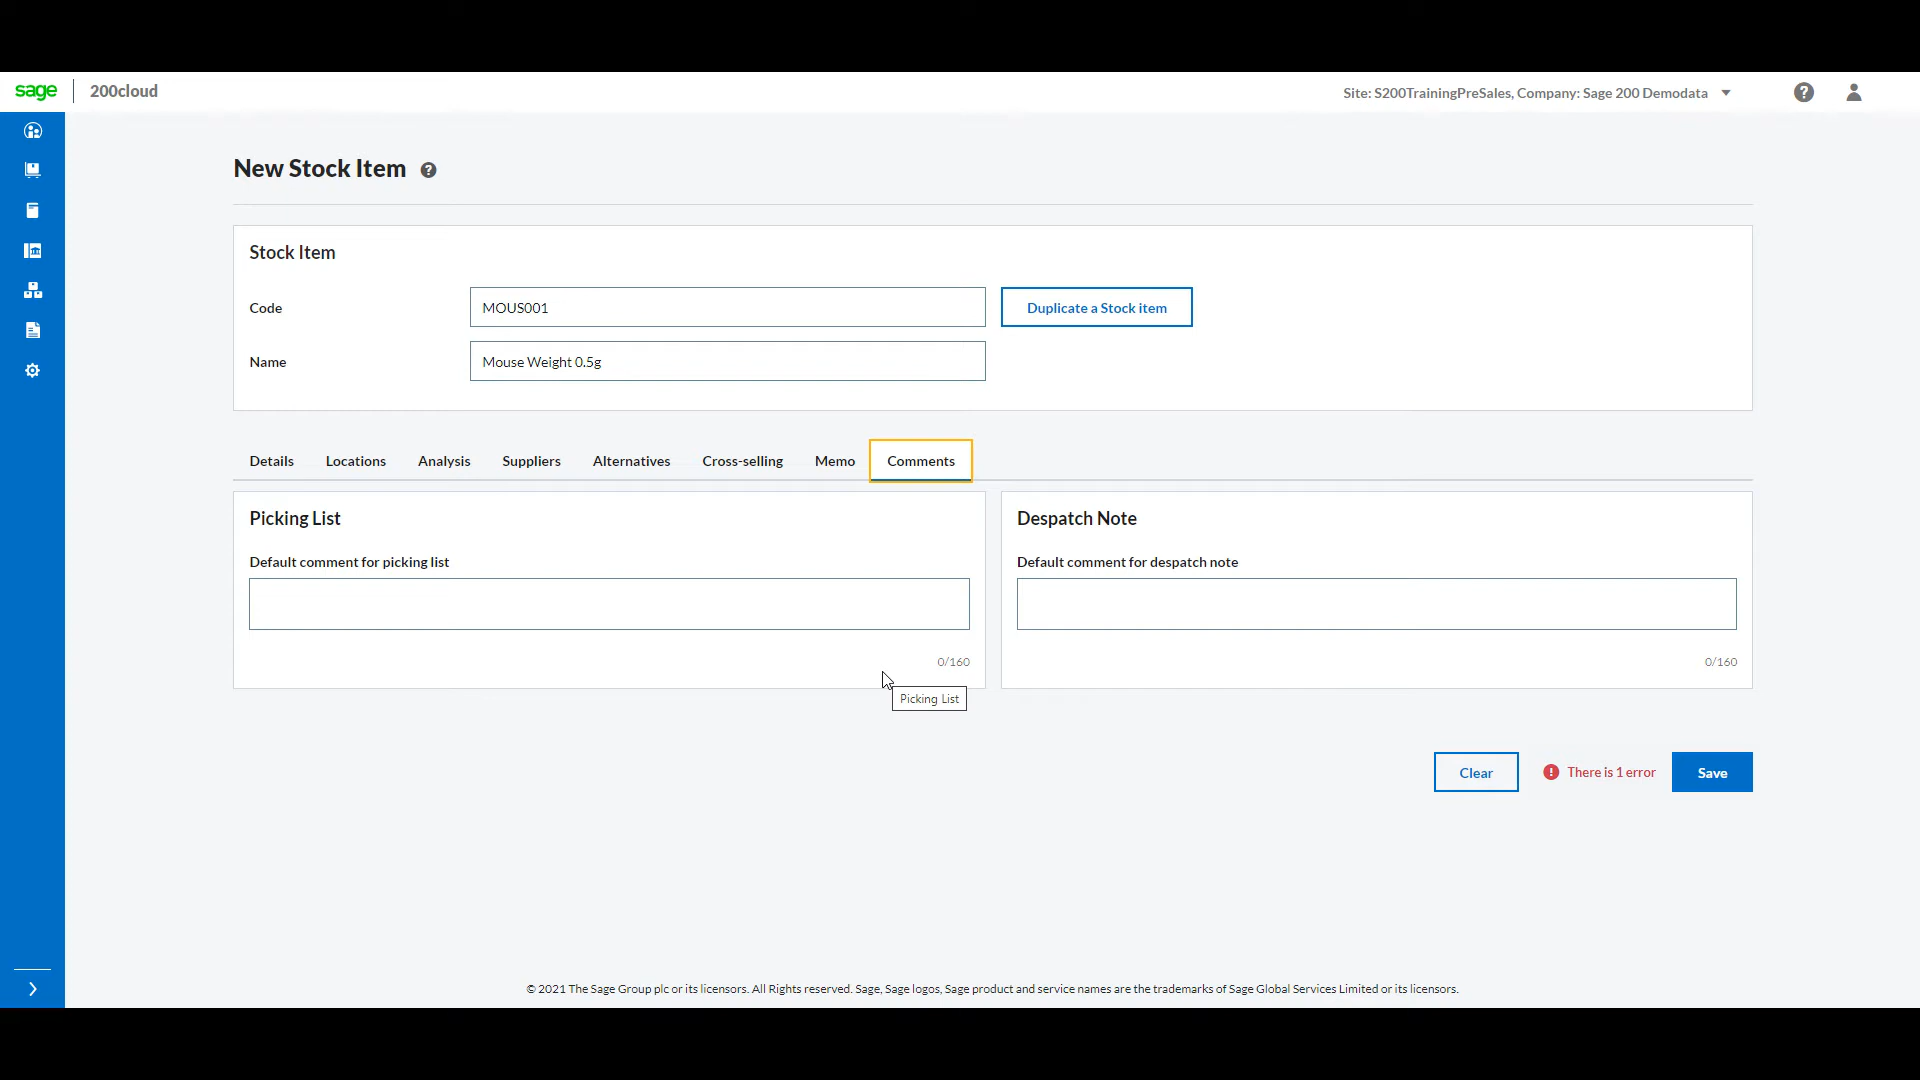 sage
200cloud
Site: S200TrainingPreSales, Company: Sage 200 Demodata
New Stock Item
Stock Item
Code
MOUS001
Duplicate a Stock item
Name
Mouse Weight 0.5g
Details
Locations
Analysis
Suppliers
Alternatives
Cross-selling
Memo
Comments
Picking List
Default comment for picking list
0/160
Picking List
Despatch Note
Default comment for despatch note
0/160
Clear
There is 1 error
Save
© 2021 The Sage Group plc or its licensors. All Rights reserved. Sage, Sage logos, Sage product and service names are the trademarks of Sage Global Services Limited or its licensors.